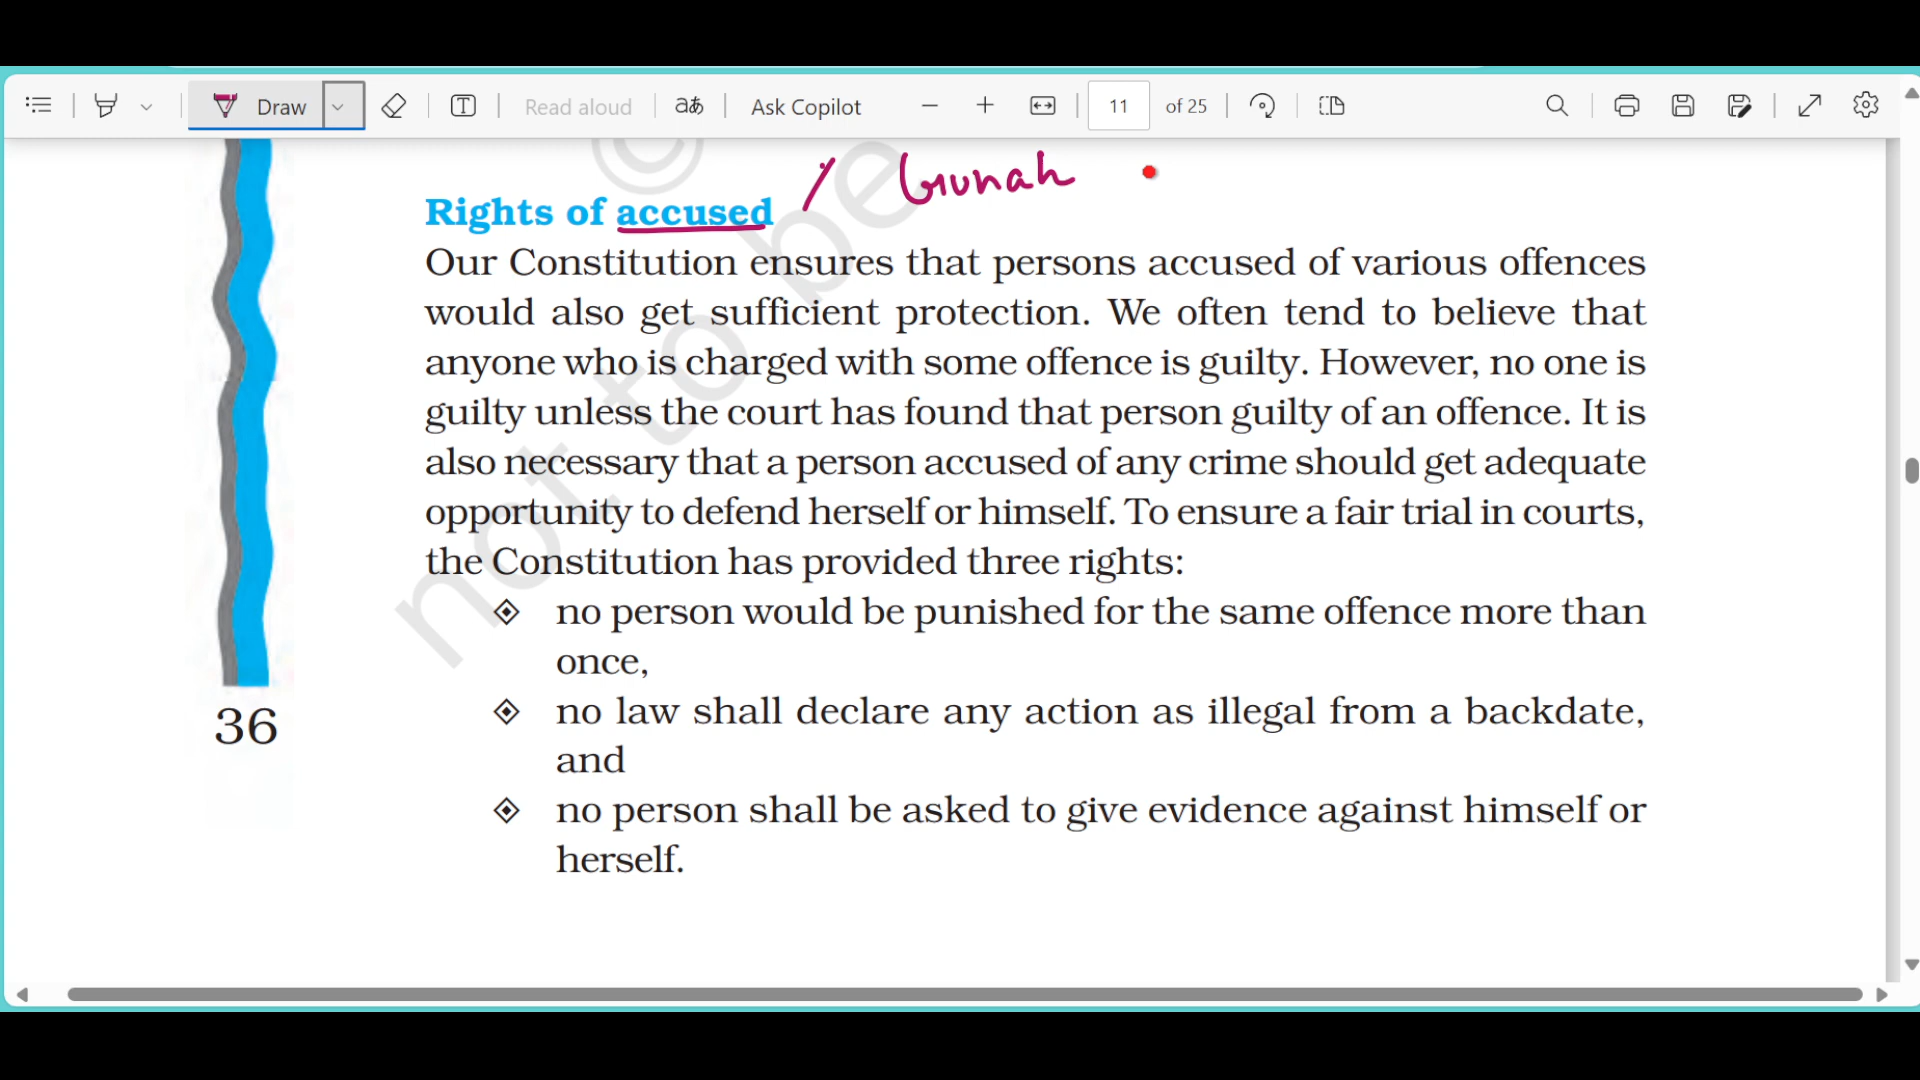 Draw
Read aloud
aあ
Ask Copilot
11 of 25
Gunah
Rights of accused
Our Constitution ensures that persons accused of various offences
would also get sufficient protection. We often tend to believe that
anyone who is charged with some offence is guilty. However, no one is
guilty unless the court has found that person guilty of an offence. It is
also necessary that a person accused of any crime should get adequate
opportunity to defend herself or himself. To ensure a fair trial in courts,
the Constitution has provided three rights:
no person would be punished for the same offence more than
once,
no law shall declare any action as illegal from a backdate,
and
no person shall be asked to give evidence against himself or
herself.
36
© not to be